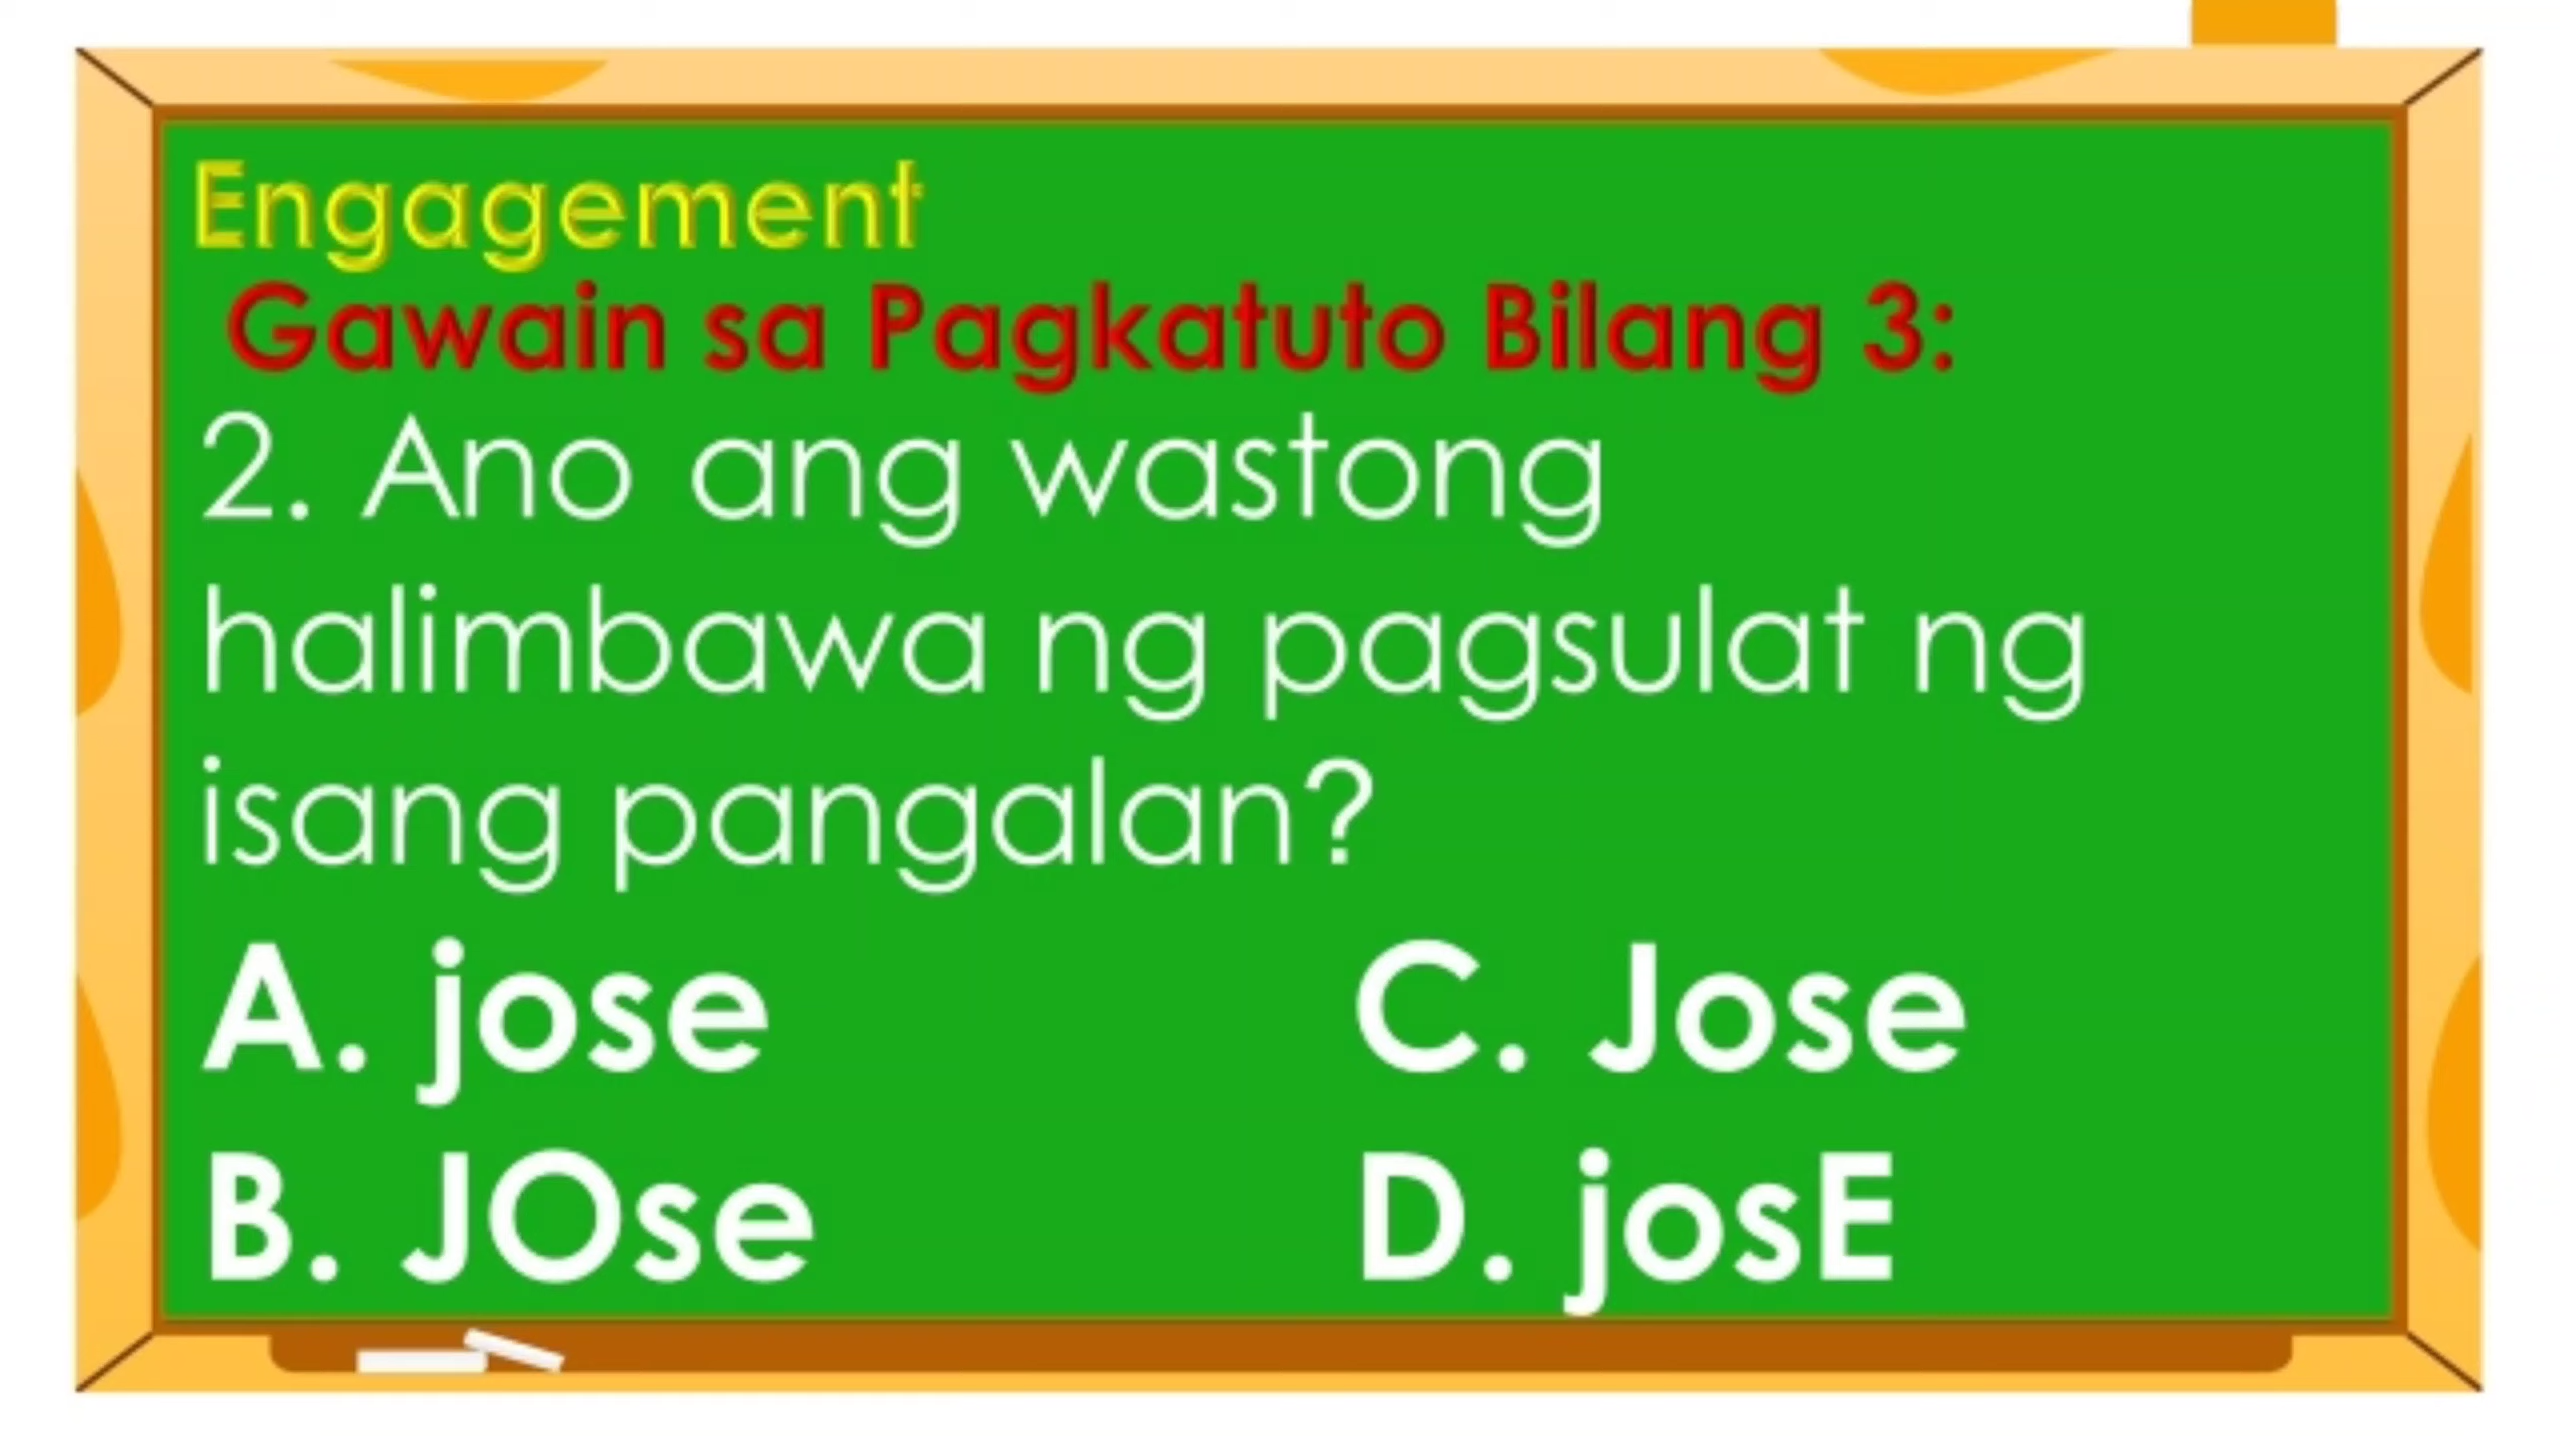 Engagement
Gawain sa Pagkatuto Bilang 3:
2. Ano ang wastong
halimbawa ng pagsulat ng
isang pangalan?
A. jose C. Jose
B. JOse D. josE